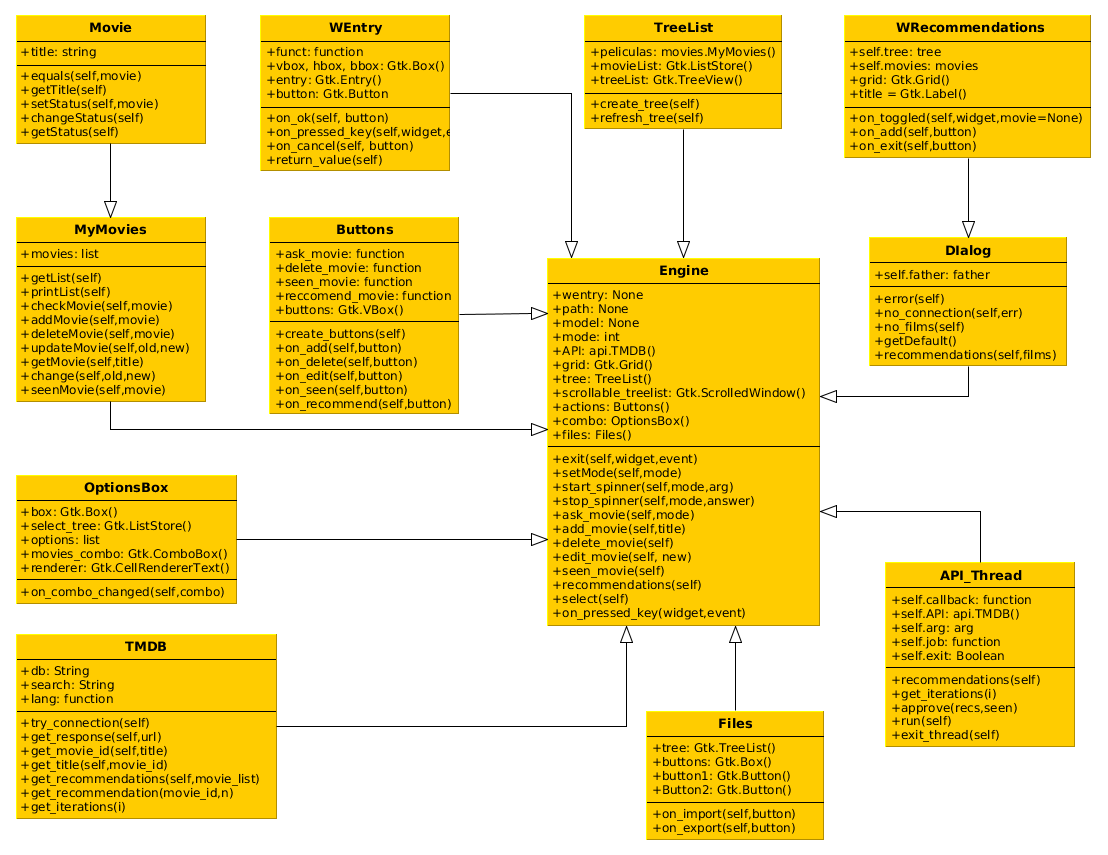 Movie
+title: string
+equals(self,movie)
+getTitle(self)
+setStatus(self,movie)
+changeStatus(self)
+getStatus(self)
WEntry
+funct: function
+vbox, hbox, bbox: Gtk.Box()
+entry: Gtk.Entry()
+button: Gtk.Button
+on_ok(self, button)
+on_pressed_key(self,widget,e
+on_cancel(self, button)
+return_value(self)
TreeList
+peliculas: movies.MyMovies()
+movieList: Gtk.ListStore()
+treeList: Gtk.TreeView()
+create_tree(self)
+refresh_tree(self)
WRecommendations
+self.tree: tree
+self.movies: movies
+grid: Gtk.Grid()
+title = Gtk.Label()
+on_toggled(self,widget,movie=None)
+on_add(self,button)
+on_exit(self,button)
MyMovies
+movies: list
+getList(self)
+printList(self)
+checkMovie(self,movie)
+addMovie(self,movie)
+deleteMovie(self,movie)
+updateMovie(self,old,new)
+getMovie(self,title)
+change(self,old,new)
+seenMovie(self,movie)
Buttons
+ask_movie: function
+delete_movie: function
+seen_movie: function
+reccomend_movie: function
+buttons: Gtk.VBox()
+create_buttons(self)
+on_add(self,button)
+on_delete(self,button)
+on_edit(self,button)
+on_seen(self,button)
+on_recommend(self,button)
Engine
+wentry: None
+path: None
+model: None
+mode: int
+API: api.TMDB()
+grid: Gtk.Grid()
+tree: TreeList()
+scrollable_treelist: Gtk.ScrolledWindow()
+actions: Buttons()
+combo: OptionsBox()
+files: Files()
+exit(self,widget,event)
+setMode(self,mode)
+start_spinner(self,mode,arg)
+stop_spinner(self,mode,answer)
+ask_movie(self,mode)
+add_movie(self,title)
+delete_movie(self)
+edit_movie(self, new)
+seen_movie(self)
+recommendations(self)
+select(self)
+on_pressed_key(widget,event)
DIalog
+self.father: father
+error(self)
+no_connection(self,err)
+no_films(self)
+getDefault()
+recommendations(self,films)
OptionsBox
+box: Gtk.Box()
+select_tree: Gtk.ListStore()
+options: list
+movies_combo: Gtk.ComboBox()
+renderer: Gtk.CellRendererText()
+on_combo_changed(self,combo)
API_Thread
+self.callback: function
+self.API: api.TMDB()
+self.arg: arg
+self.job: function
+self.exit: Boolean
+recommendations(self)
+get_iterations(i)
+approve(recs,seen)
+run(self)
+exit_thread(self)
TMDB
+db: String
+search: String
+lang: function
+try_connection(self)
+get_response(self,url)
+get_movie_id(self,title)
+get_title(self,movie_id)
+get_recommendations(self,movie_list)
+get_recommendation(movie_id,n)
+get_iterations(i)
Files
+tree: Gtk.TreeList()
+buttons: Gtk.Box()
+button1: Gtk.Button()
+Button2: Gtk.Button()
+on_import(self,button)
+on_export(self,button)